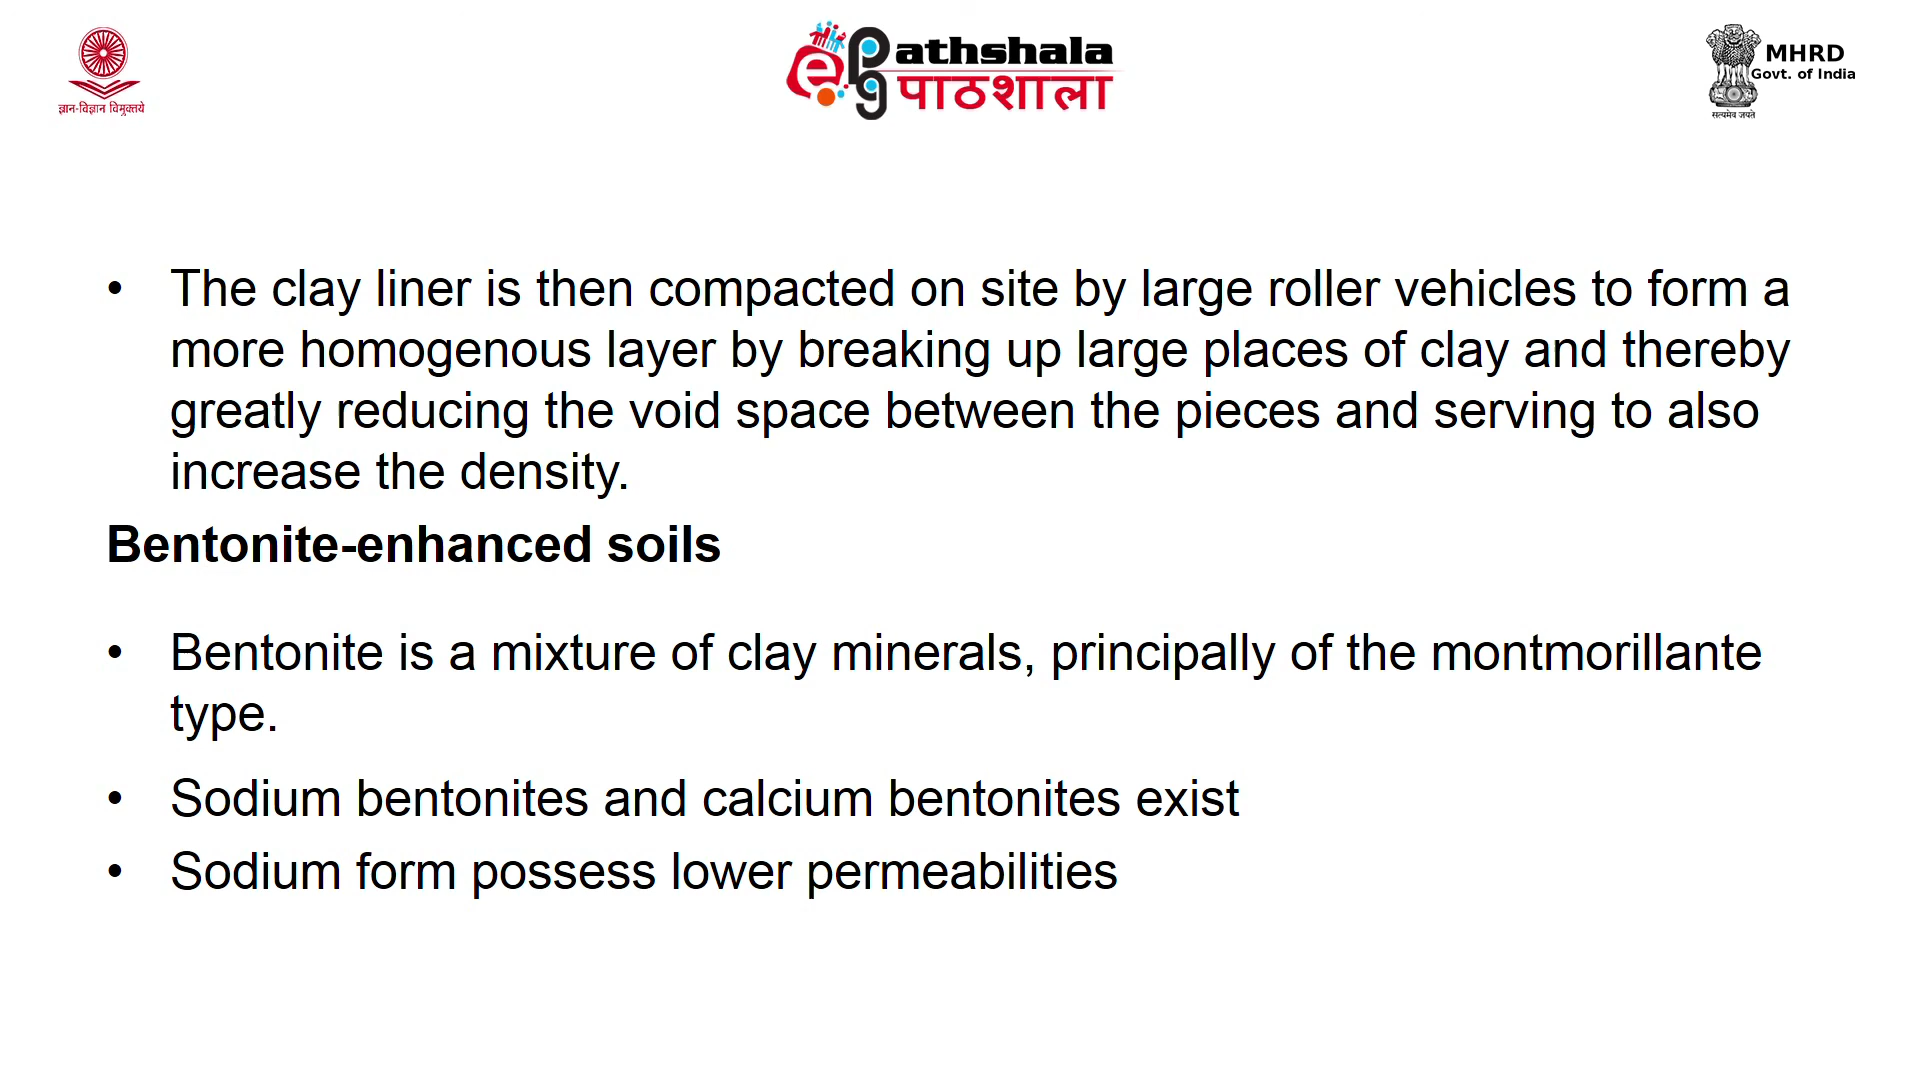 ज्ञान-विज्ञान विमुक्तये
ePG athshala
पाठशाला
MHRD
Govt. of India
सत्यमेव जयते
• The clay liner is then compacted on site by large roller vehicles to form a
more homogenous layer by breaking up large places of clay and thereby
greatly reducing the void space between the pieces and serving to also
increase the density.
Bentonite-enhanced soils
• Bentonite is a mixture of clay minerals, principally of the montmorillante
type.
• Sodium bentonites and calcium bentonites exist
• Sodium form possess lower permeabilities